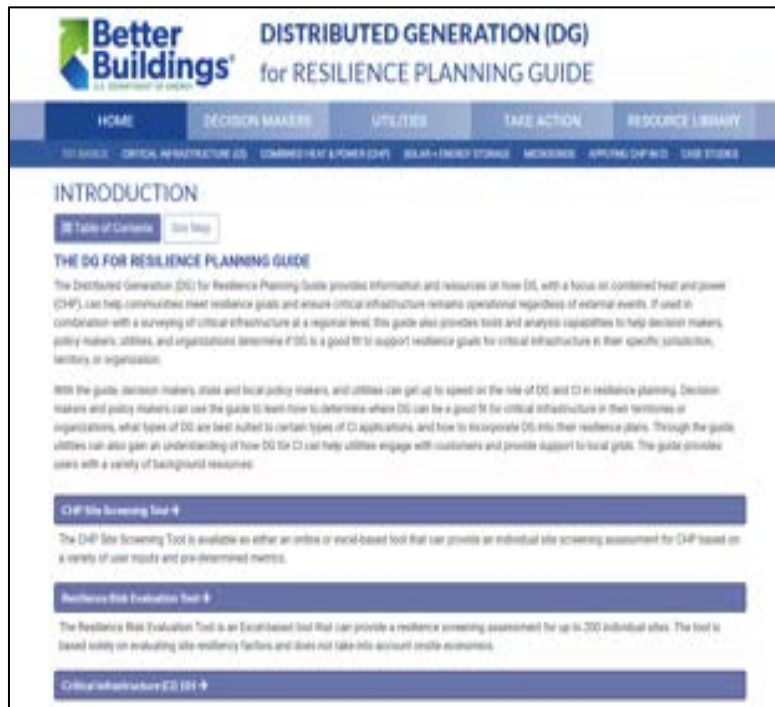 Better
Buildings®
U.S. DEPARTMENT OF ENERGY
DISTRIBUTED GENERATION (DG)
for RESILIENCE PLANNING GUIDE
HOME DECISION MAKERS UTILITIES TAKE ACTION RESOURCE LIBRARY
CRITICAL INFRASTRUCTURE (CI) COMBINED HEAT & POWER (CHP) SOLAR + ENERGY STORAGE MICROGRIDS APPLYING CHP IN CI CASE STUDIES
INTRODUCTION
Table of Contents Site Map
THE DG FOR RESILIENCE PLANNING GUIDE
The Distributed Generation (DG) for Resilience Planning Guide provides information and resources on how DG, with a focus on combined heat and power
(CHP), can help communities meet resilience goals and ensure critical infrastructure remains operational regardless of external events. If used in
combination with a surveying of critical infrastructure at a regional level, this guide also provides tools and analysis capabilities to help decision makers,
policy makers, utilities, and organizations determine if DG is a good fit to support resilience goals for critical infrastructure in their specific jurisdiction,
territory, or organization.
With the guide, decision makers, state and local policy makers, and utilities can get up to speed on the role of DG and CI in resilience planning. Decision
makers and policy makers can use the guide to learn how to determine where DG can be a good fit for critical infrastructure in their territories or
organizations, what types of DG are best suited to certain types of CI applications, and how to incorporate DG into their resilience plans. Through the guide,
utilities can also gain an understanding of how DG for CI can help utilities engage with customers and provide support to local grids. The guide provides
users with a variety of background resources:
CHP Site Screening Tool
The CHP Site Screening Tool is available as either an online or excel-based tool that can provide an individual site screening assessment for CHP based on
a variety of user inputs and pre-determined metrics.
Resilience Risk Evaluation Tool
The Resilience Risk Evaluation Tool is an Excel-based tool that can provide a resilience screening assessment for up to 200 individual sites. The tool is
based solely on evaluating site resiliency factors and does not take into account onsite economics.
Critical Infrastructure (CI) 101